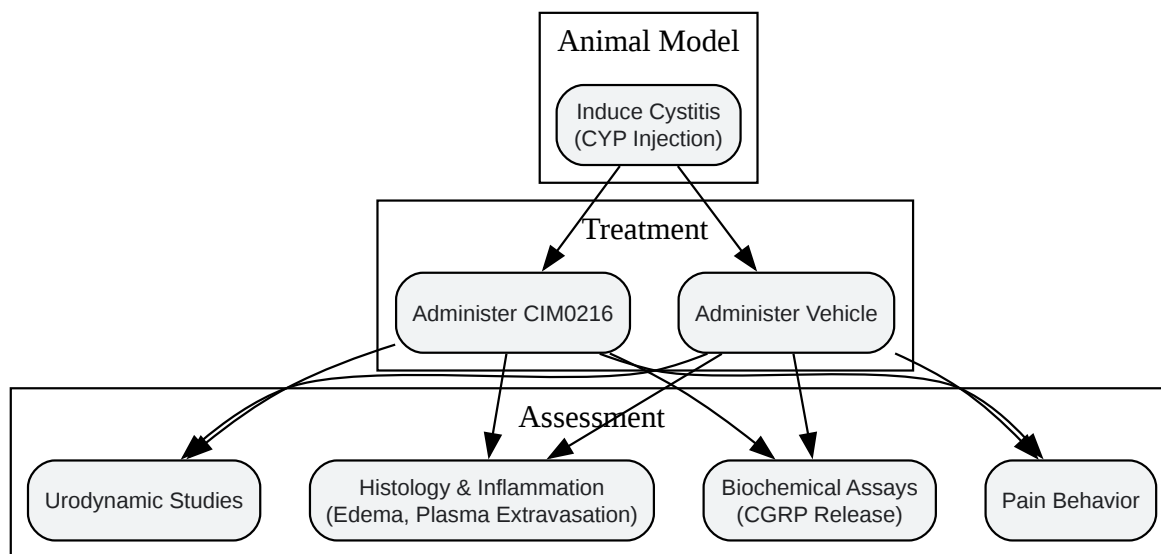 Animal Model
Induce Cystitis
(CYP Injection)
Treatment
Administer CIM0216
Administer Vehicle
Assessment
Urodynamic Studies
Histology & Inflammation
(Edema, Plasma Extravasation)
Biochemical Assays
(CGRP Release)
Pain Behavior